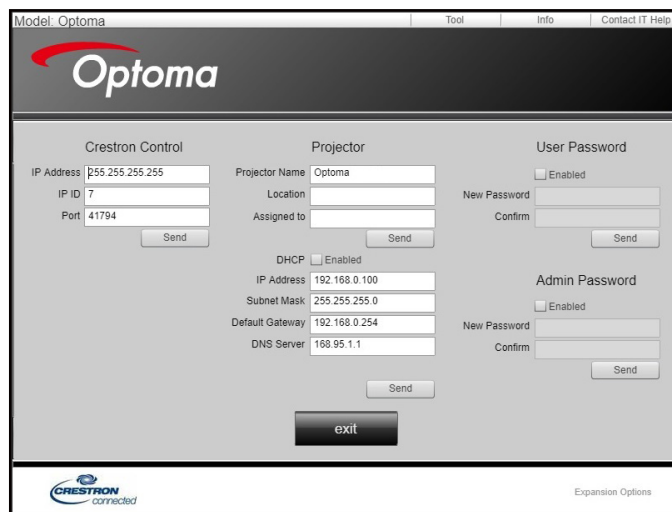 Model: Optoma
Tool
Info
Contact IT Help
Optoma
Crestron Control
IP Address 255.255.255.255
IP ID 7
Port 41794
Send
Projector
Projector Name Optoma
Location
Assigned to
Send
DHCP Enabled
IP Address 192.168.0.100
Subnet Mask 255.255.255.0
Default Gateway 192.168.0.254
DNS Server 168.95.1.1
Send
User Password
Enabled
New Password
Confirm
Send
Admin Password
Enabled
New Password
Confirm
Send
exit
CRESTRON
connected
Expansion Options